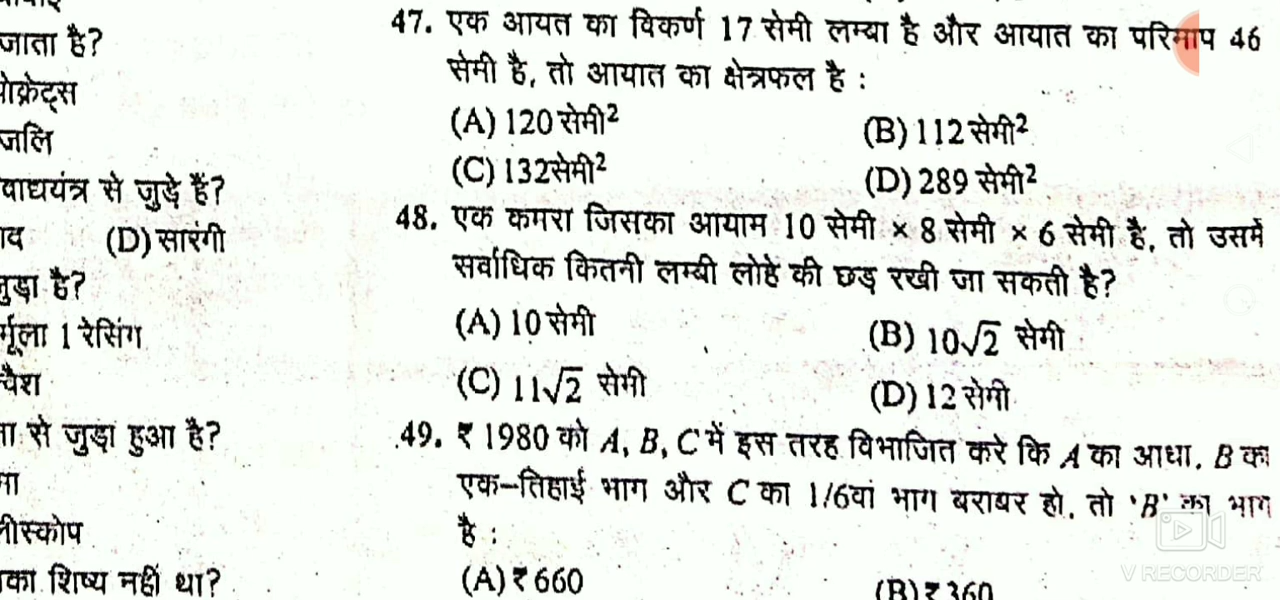 जाता है?
जलि
वाद्ययंत्र से जुड़े हैं?
(D) सारंगी
1 रेसिंग
से जुड़ा हुआ है?
का शिष्य नहीं था?
47. एक आयत का विकर्ण 17 सेमी लम्बा है और आयात का परिमाप 46
सेमी है, तो आयात का क्षेत्रफल है :
(A) 120 सेमी² (B) 112 सेमी²
(C) 132सेमी² (D) 289 सेमी²
48. एक कमरा जिसका आयाम 10 सेमी × 8 सेमी × 6 सेमी है, तो उसमें
सर्वाधिक कितनी लम्बी लोहे की छड़ रखी जा सकती है?
(A) 10 सेमी (B) 10√2 सेमी
(C) 11√2 सेमी (D) 12 सेमी
49. ₹ 1980 को A, B, C में इस तरह विभाजित करे कि A का आधा, B का
एक-तिहाई भाग और C का 1/6वां भाग बराबर हो, तो 'B' का भाग
है :
(A) ₹ 660 (B) ₹ 360
V RECORDER